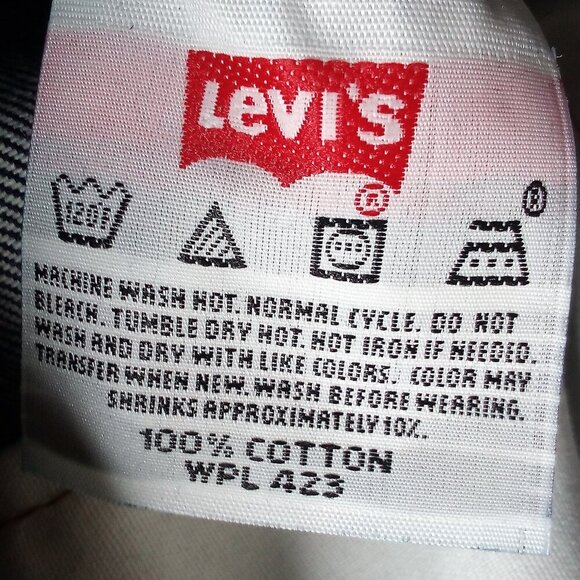 LEVI'S
®
®
120F
MACHINE WASH HOT. NORMAL CYCLE. DO NOT
BLEACH. TUMBLE DRY HOT. HOT IRON IF NEEDED.
WASH AND DRY WITH LIKE COLORS. COLOR MAY
TRANSFER WHEN NEW. WASH BEFORE WEARING.
SHRINKS APPROXIMATELY 10%.
100% COTTON
WPL 423